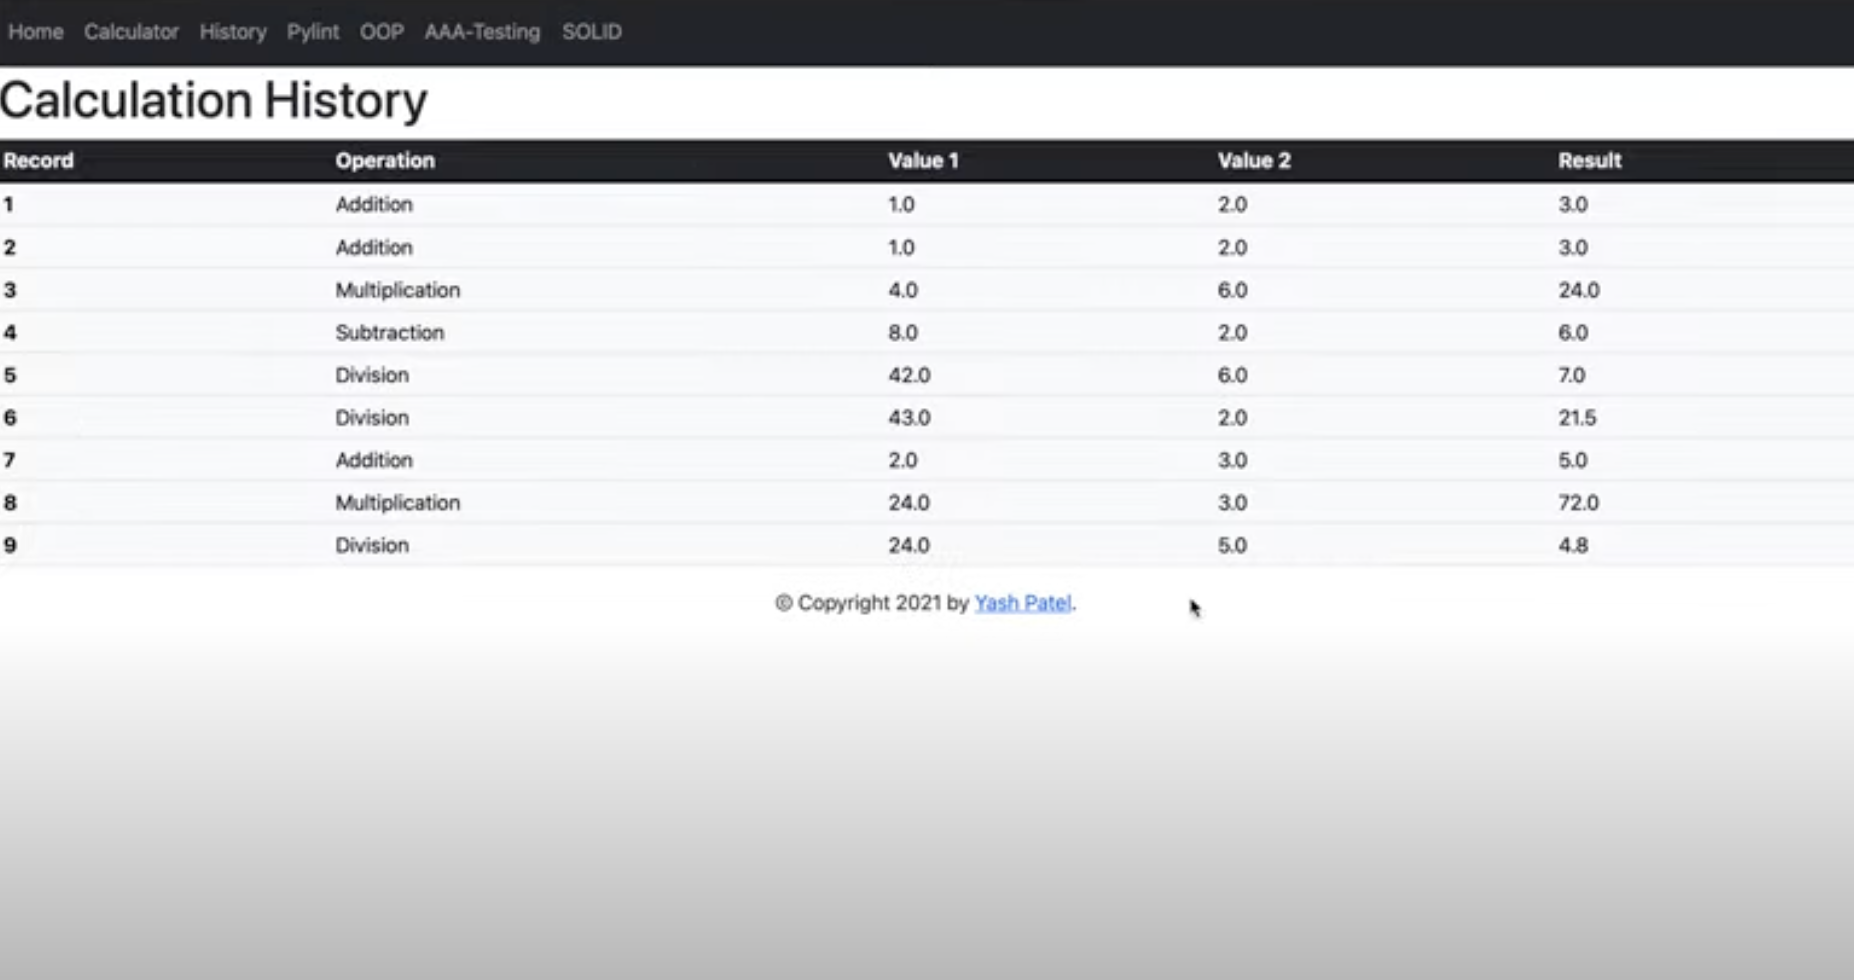 Home Calculator History Pylint OOP AAA-Testing SOLID
Calculation History
Record Operation Value 1 Value 2 Result
1 Addition 1.0 2.0 3.0
2 Addition 1.0 2.0 3.0
3 Multiplication 4.0 6.0 24.0
4 Subtraction 8.0 2.0 6.0
5 Division 42.0 6.0 7.0
6 Division 43.0 2.0 21.5
7 Addition 2.0 3.0 5.0
8 Multiplication 24.0 3.0 72.0
9 Division 24.0 5.0 4.8
© Copyright 2021 by Yash Patel.